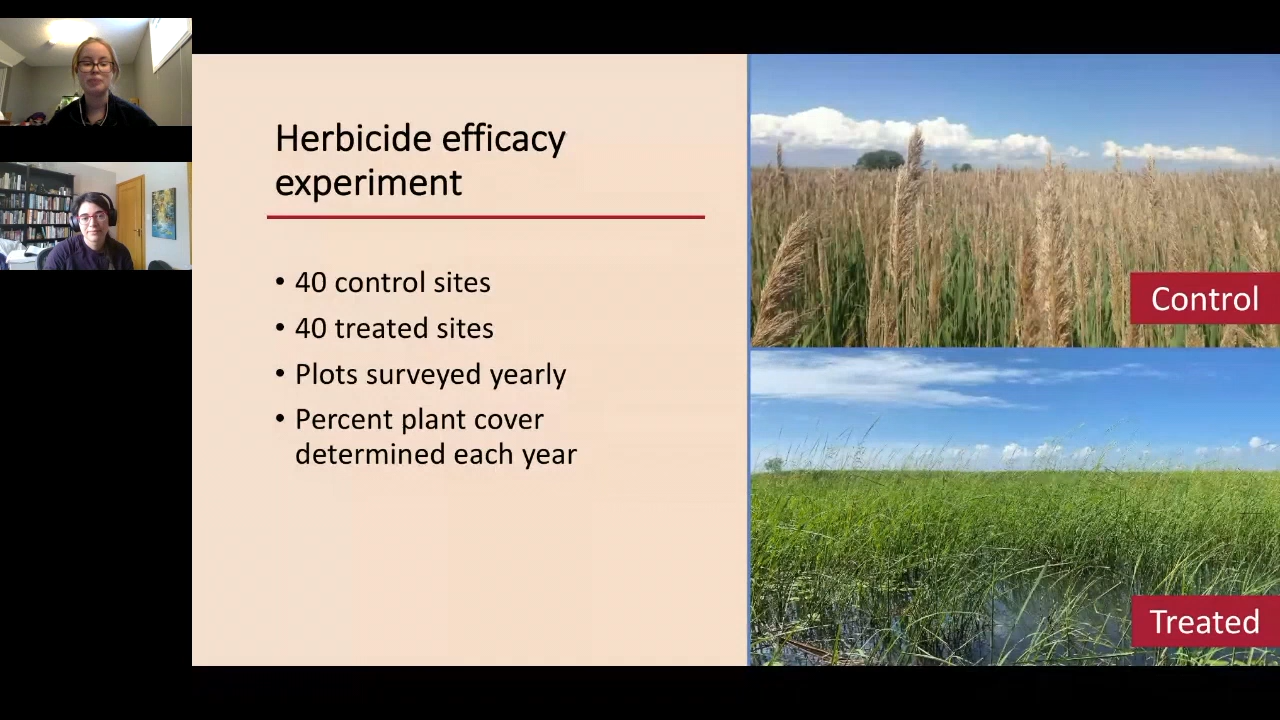 Herbicide efficacy
experiment
• 40 control sites
• 40 treated sites
• Plots surveyed yearly
• Percent plant cover
determined each year
Control
Treated